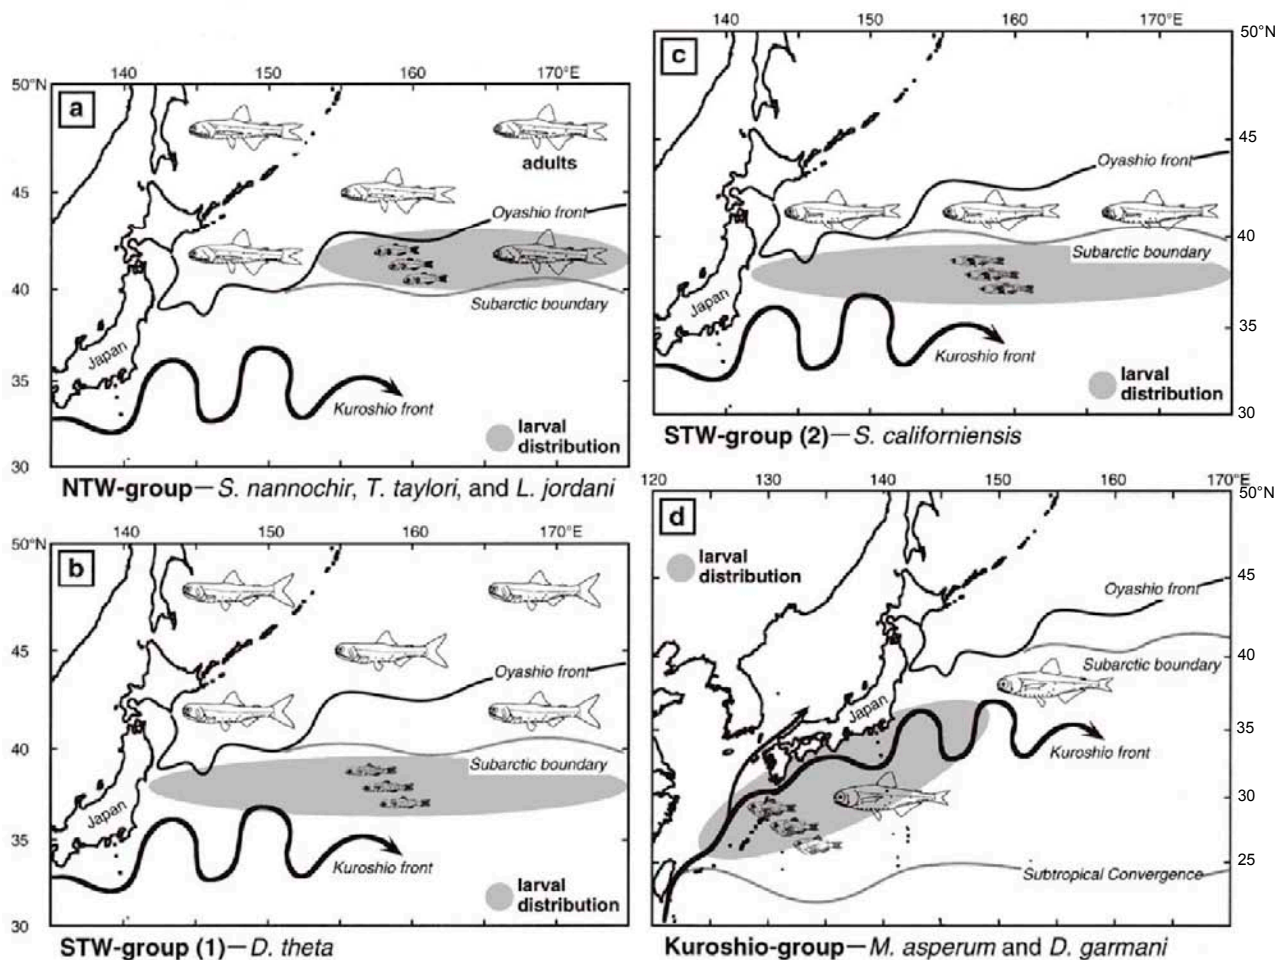 140 150 160 170°E
50°N
a
adults
45
Oyashio front
40
Subarctic boundary
Japan
35
Kuroshio front
larval
distribution
30
NTW-group—S. nannochir, T. taylori, and L. jordani
140 150 160 170°E
50°N
b
45
Oyashio front
40
Subarctic boundary
Japan
35
Kuroshio front
larval
distribution
30
STW-group (1)—D. theta
140 150 160 170°E
50°N
c
45
Oyashio front
40
Subarctic boundary
Japan
35
Kuroshio front
larval
distribution
30
STW-group (2)—S. californiensis
120 130 140 150 160 170°E
50°N
d
larval
distribution
45
Oyashio front
40
Subarctic boundary
Japan
35
Kuroshio front
30
25
Subtropical Convergence
Kuroshio-group—M. asperum and D. garmani